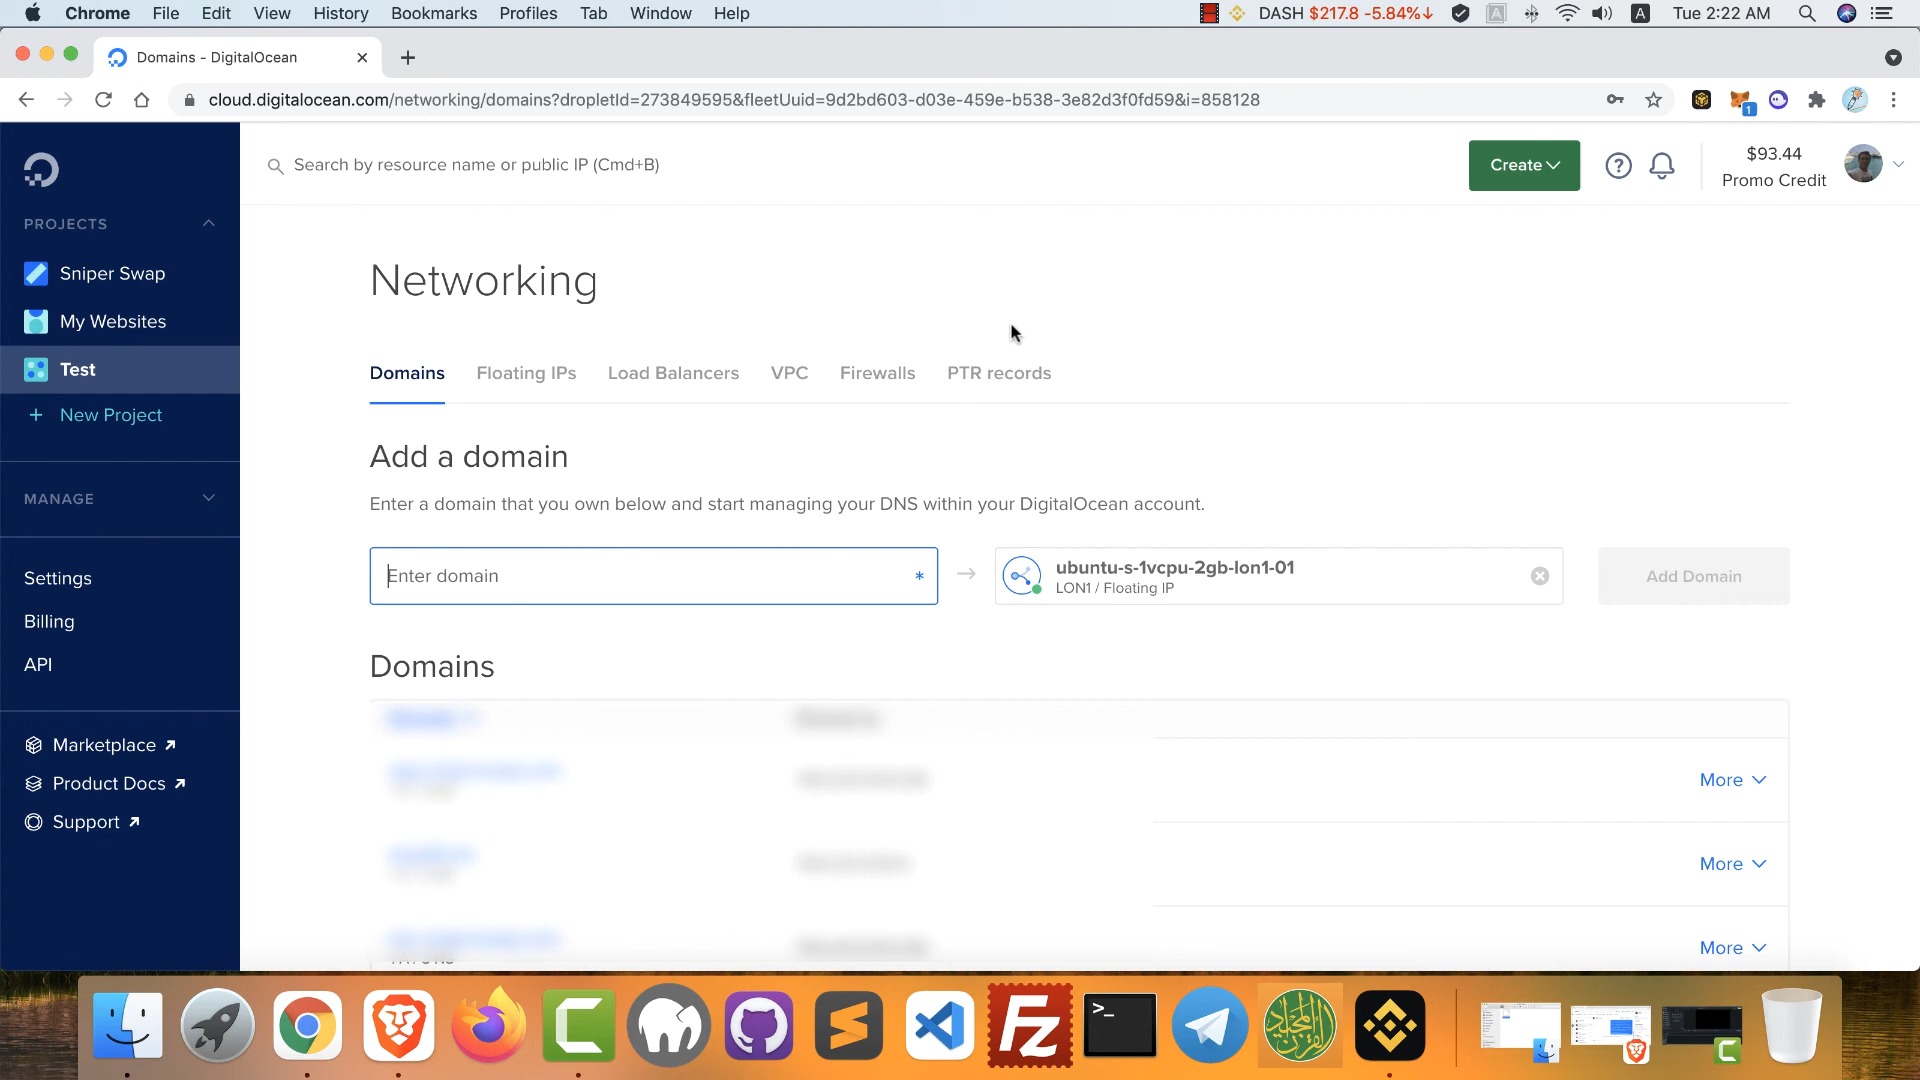 Chrome File Edit View History Bookmarks Profiles Tab Window Help
DASH $217.8 -5.84%↓ A A Tue 2:22 AM
Domains - DigitalOcean
cloud.digitalocean.com/networking/domains?dropletId=273849595&fleetUuid=9d2bd603-d03e-459e-b538-3e82d3f0fd59&i=858128
1
Search by resource name or public IP (Cmd+B)
Create
$93.44
Promo Credit
PROJECTS
Sniper Swap
My Websites
Test
+ New Project
MANAGE
Settings
Billing
API
Marketplace
Product Docs
Support
Networking
Domains Floating IPs Load Balancers VPC Firewalls PTR records
Add a domain
Enter a domain that you own below and start managing your DNS within your DigitalOcean account.
Enter domain *
ubuntu-s-1vcpu-2gb-lon1-01
LON1 / Floating IP
Add Domain
Domains
More
More
More